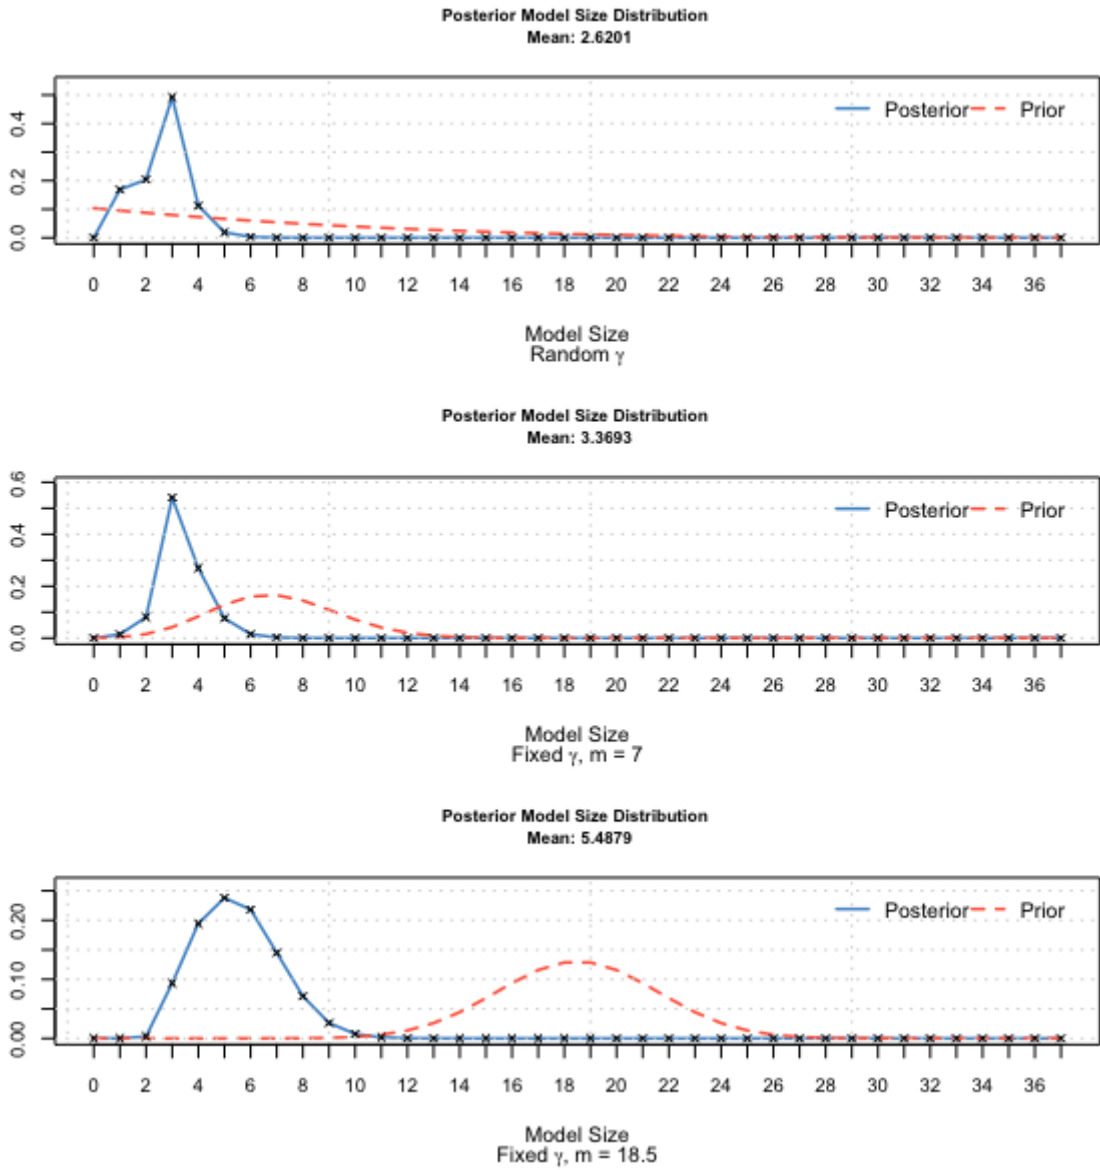 Posterior Model Size Distribution
Mean: 2.6201
Posterior Prior
0.0 0.2 0.4
0 2 4 6 8 10 12 14 16 18 20 22 24 26 28 30 32 34 36
Model Size
Random γ
Posterior Model Size Distribution
Mean: 3.3693
Posterior Prior
0.0 0.2 0.4 0.6
0 2 4 6 8 10 12 14 16 18 20 22 24 26 28 30 32 34 36
Model Size
Fixed γ, m = 7
Posterior Model Size Distribution
Mean: 5.4879
Posterior Prior
0.00 0.10 0.20
0 2 4 6 8 10 12 14 16 18 20 22 24 26 28 30 32 34 36
Model Size
Fixed γ, m = 18.5